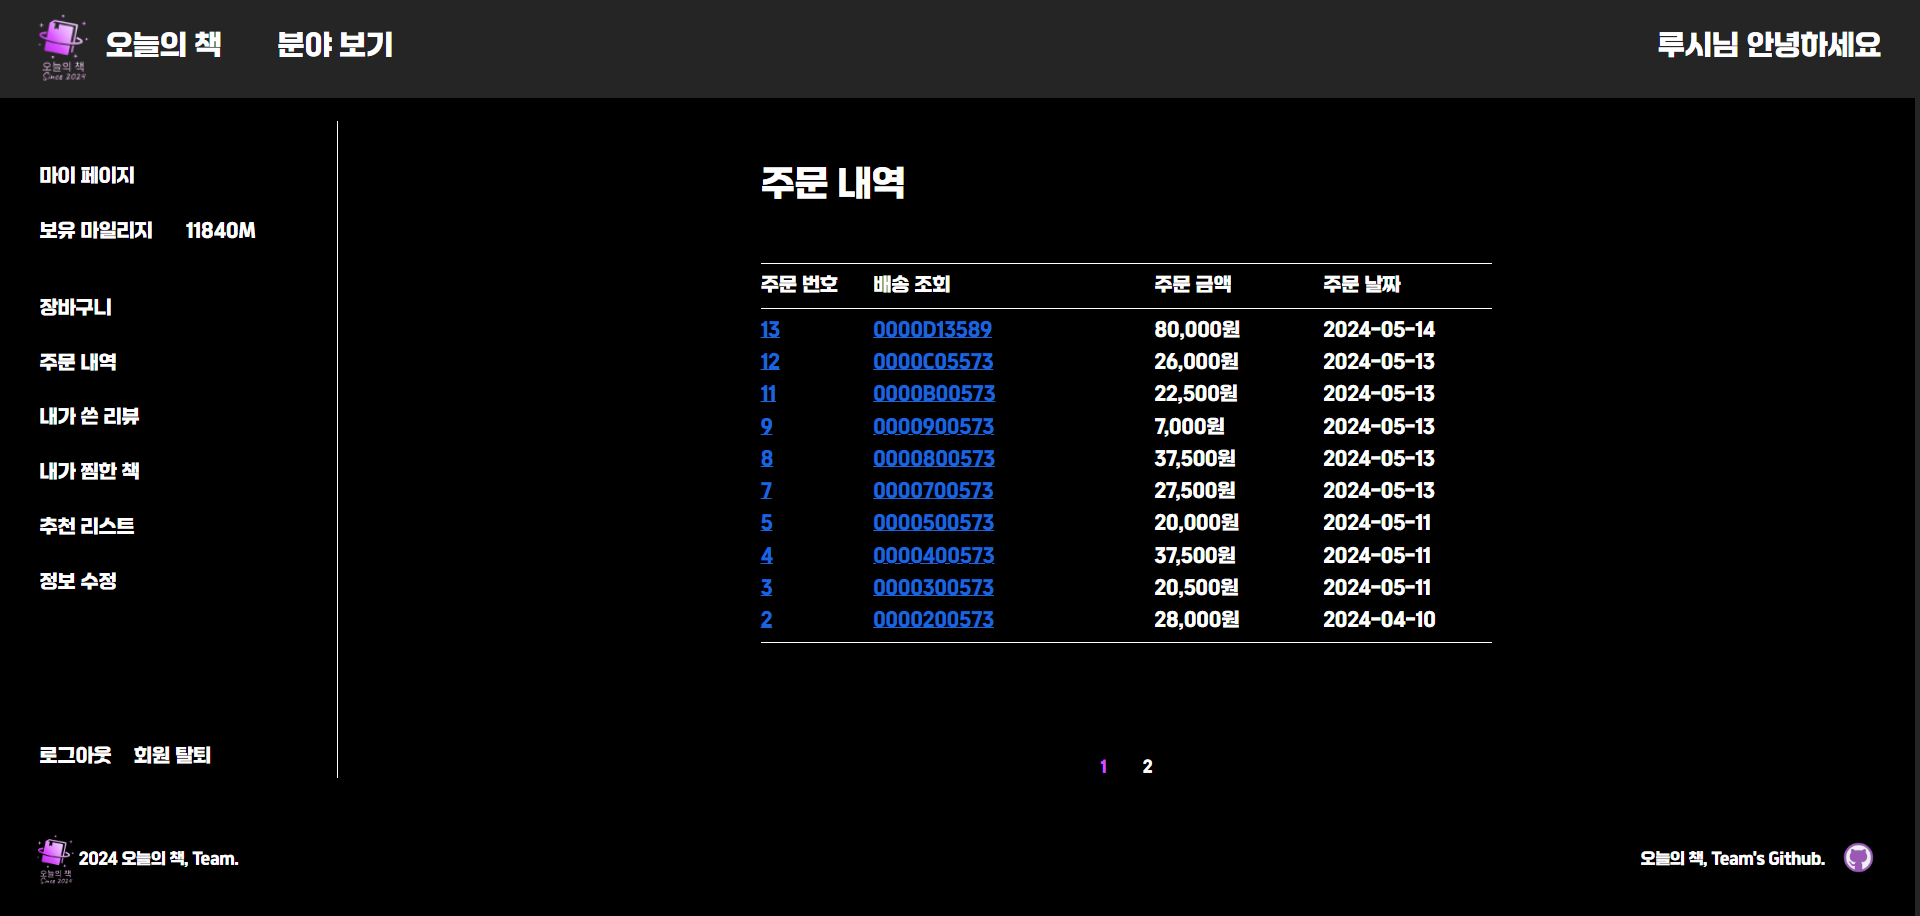 오늘의 책
Since 2024
오늘의 책 분야 보기 루시님 안녕하세요
마이 페이지
보유 마일리지 11840M
장바구니
주문 내역
내가 쓴 리뷰
내가 찜한 책
추천 리스트
정보 수정
로그아웃 회원 탈퇴
주문 내역
주문 번호 배송 조회 주문 금액 주문 날짜
13 0000D13589 80,000원 2024-05-14
12 0000C05573 26,000원 2024-05-13
11 0000B00573 22,500원 2024-05-13
9 0000900573 7,000원 2024-05-13
8 0000800573 37,500원 2024-05-13
7 0000700573 27,500원 2024-05-13
5 0000500573 20,000원 2024-05-11
4 0000400573 37,500원 2024-05-11
3 0000300573 20,500원 2024-05-11
2 0000200573 28,000원 2024-04-10
1 2
오늘의 책
Since 2024
2024 오늘의 책, Team.
오늘의 책, Team's Github.